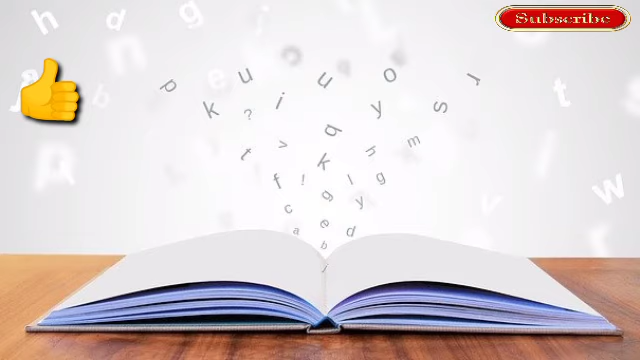 Subscribe
h d g
p u i u o r
k ? y s t
q
t v k h m
f ! g l g w
c y
a e d
b